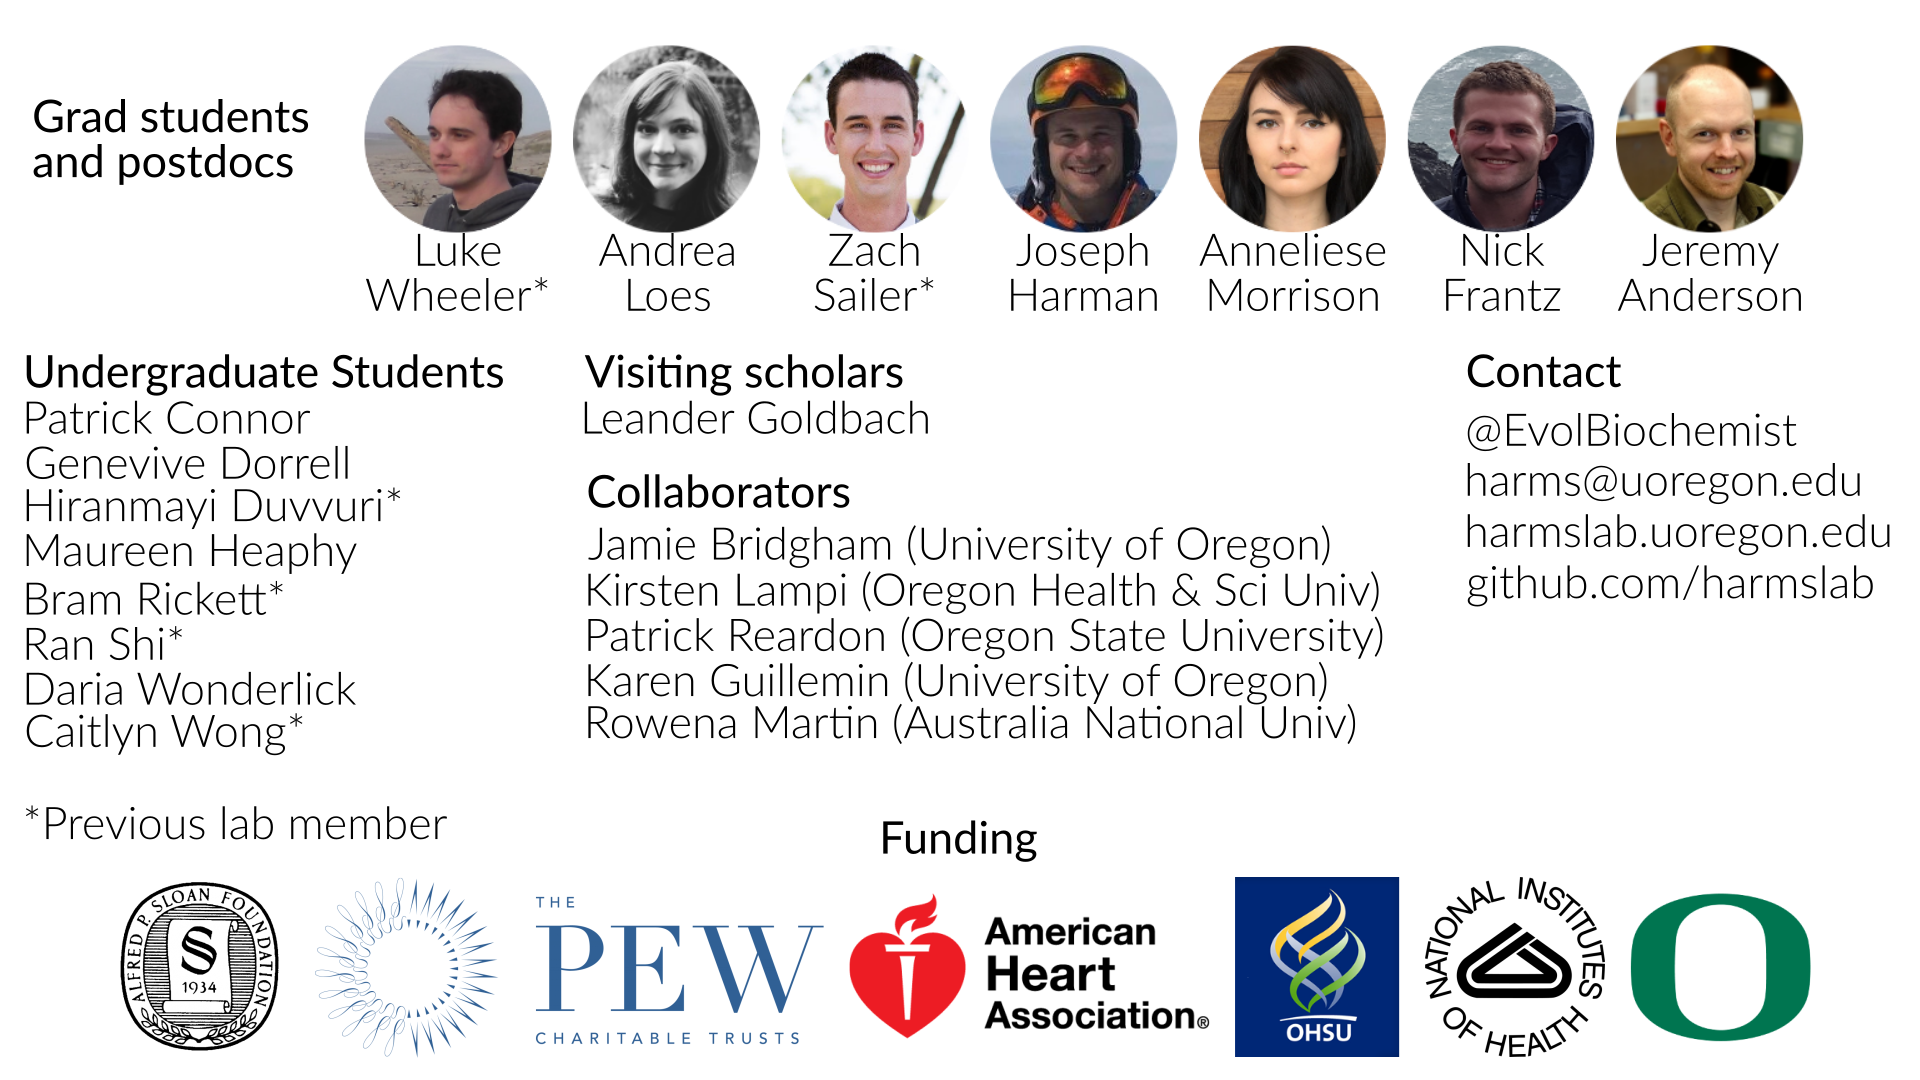 Grad students
and postdocs
Luke
Wheeler*
Andrea
Loes
Zach
Sailer*
Joseph
Harman
Anneliese
Morrison
Nick
Frantz
Jeremy
Anderson
Undergraduate Students
Patrick Connor
Genevive Dorrell
Hiranmayi Duvvuri*
Maureen Heaphy
Bram Rickett*
Ran Shi*
Daria Wonderlick
Caitlyn Wong*
*Previous lab member
Visiting scholars
Leander Goldbach
Collaborators
Jamie Bridgham (University of Oregon)
Kirsten Lampi (Oregon Health & Sci Univ)
Patrick Reardon (Oregon State University)
Karen Guillemin (University of Oregon)
Rowena Martin (Australia National Univ)
Contact
@EvolBiochemist
harms@uoregon.edu
harmslab.uoregon.edu
github.com/harmslab
Funding
ALFRED P. SLOAN FOUNDATION
S
1934
THE
PEW
CHARITABLE TRUSTS
American
Heart
Association®
OHSU
NATIONAL INSTITUTES
OF HEALTH
O